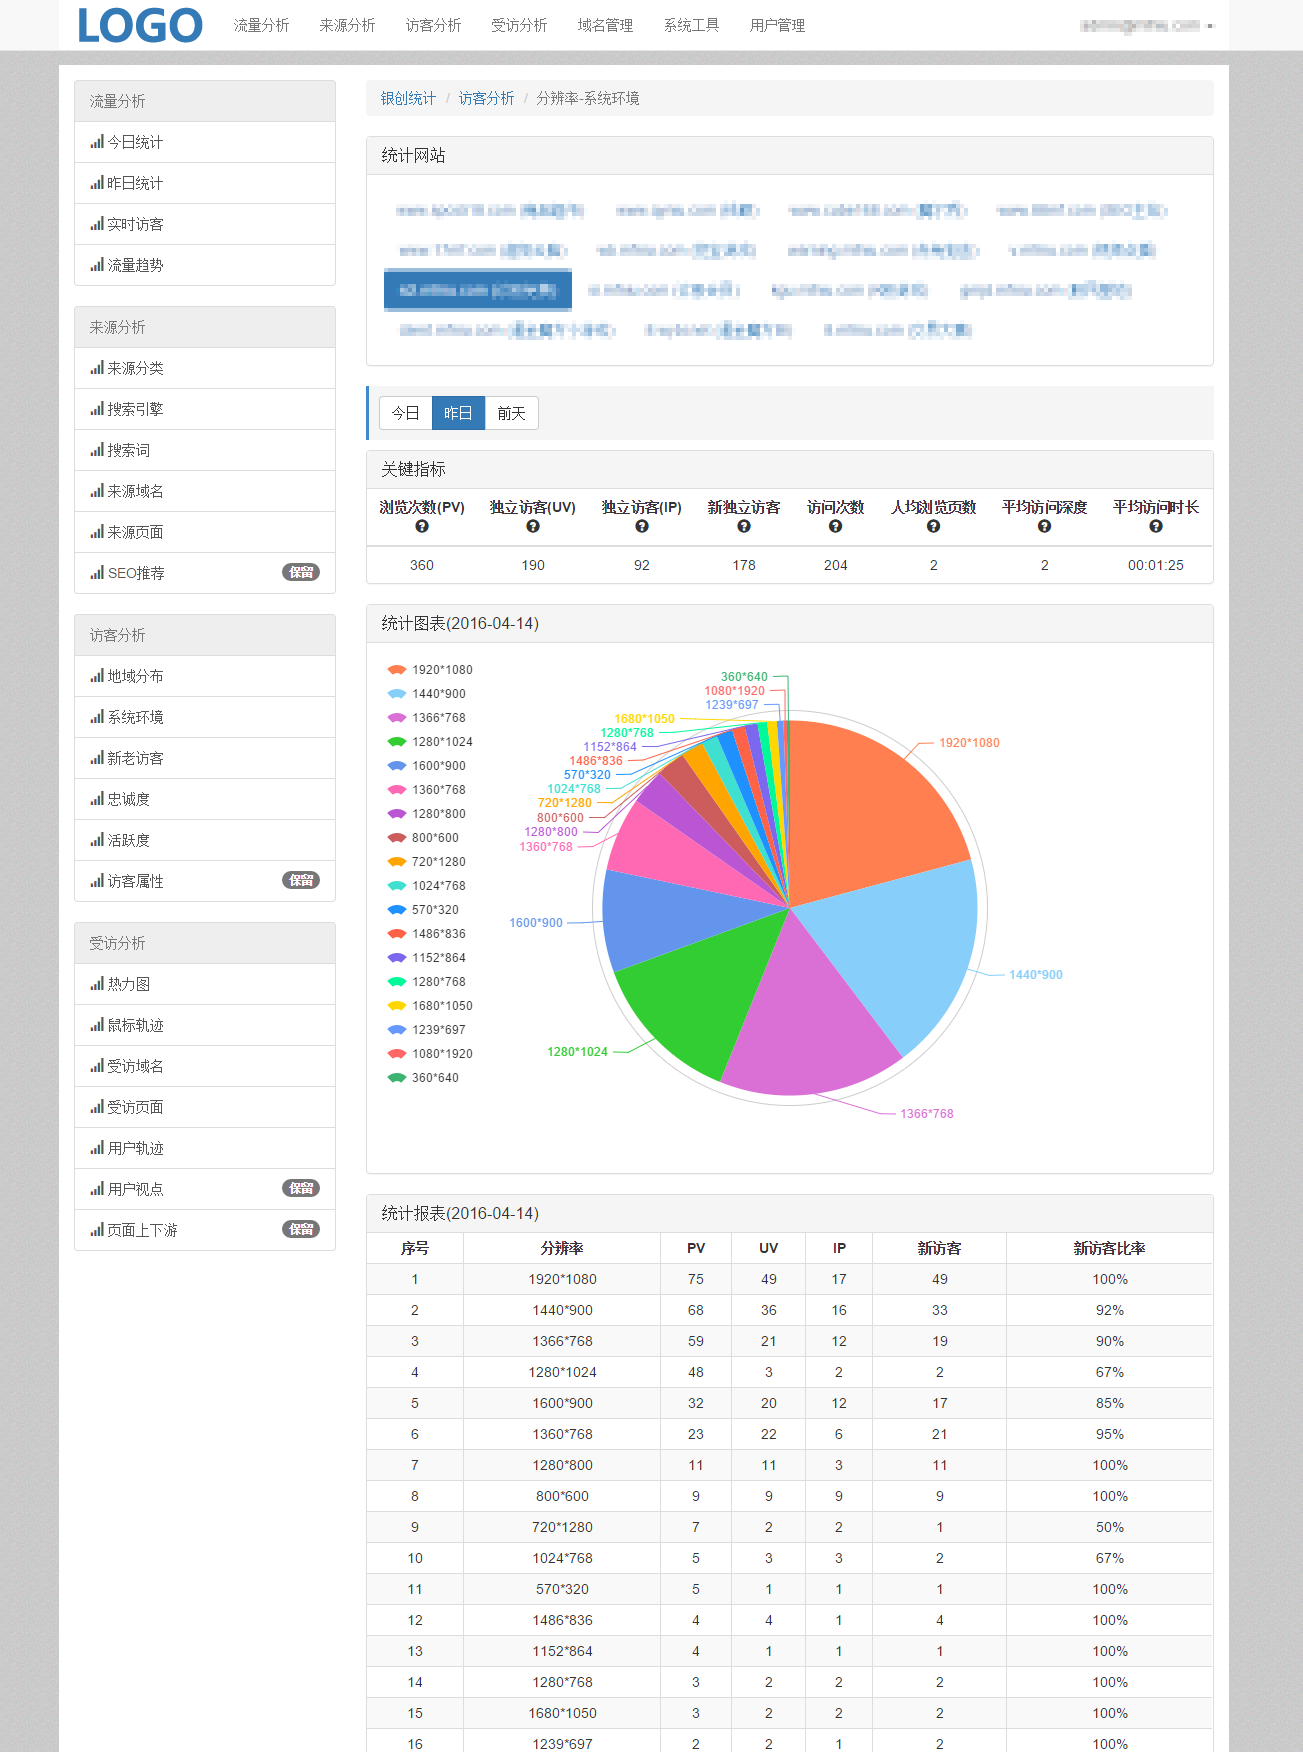 LOGO 流量分析 来源分析 访客分析 受访分析 域名管理 系统工具 用户管理
流量分析
今日统计
昨日统计
实时访客
流量趋势
来源分析
来源分类
搜索引擎
搜索词
来源域名
来源页面
SEO推荐 保留
访客分析
地域分布
系统环境
新老访客
忠诚度
活跃度
访客属性 保留
受访分析
热力图
鼠标轨迹
受访域名
受访页面
用户轨迹
用户视点 保留
页面上下游 保留
银创统计 / 访客分析 / 分辨率-系统环境
统计网站
今日 昨日 前天
关键指标
浏览次数(PV) 独立访客(UV) 独立访客(IP) 新独立访客 访问次数 人均浏览页数 平均访问深度 平均访问时长
360 190 92 178 204 2 2 00:01:25
统计图表(2016-04-14)
1920*1080
1440*900
1366*768
1280*1024
1600*900
1360*768
1280*800
800*600
720*1280
1024*768
570*320
1486*836
1152*864
1280*768
1680*1050
1239*697
1080*1920
360*640
360*640
1080*1920
1239*697
1680*1050
1280*768
1152*864
1486*836
570*320
1024*768
720*1280
800*600
1280*800
1360*768
1600*900
1280*1024
1920*1080
1440*900
1366*768
统计报表(2016-04-14)
序号 分辨率 PV UV IP 新访客 新访客比率
1 1920*1080 75 49 17 49 100%
2 1440*900 68 36 16 33 92%
3 1366*768 59 21 12 19 90%
4 1280*1024 48 3 2 2 67%
5 1600*900 32 20 12 17 85%
6 1360*768 23 22 6 21 95%
7 1280*800 11 11 3 11 100%
8 800*600 9 9 9 9 100%
9 720*1280 7 2 2 1 50%
10 1024*768 5 3 3 2 67%
11 570*320 5 1 1 1 100%
12 1486*836 4 4 1 4 100%
13 1152*864 4 1 1 1 100%
14 1280*768 3 2 2 2 100%
15 1680*1050 3 2 2 2 100%
16 1239*697 2 2 1 2 100%